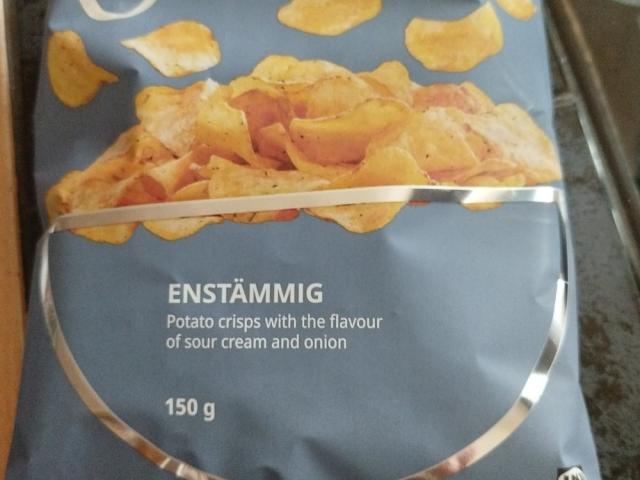 ENSTÄMMIG
Potato crisps with the flavour
of sour cream and onion
150 g